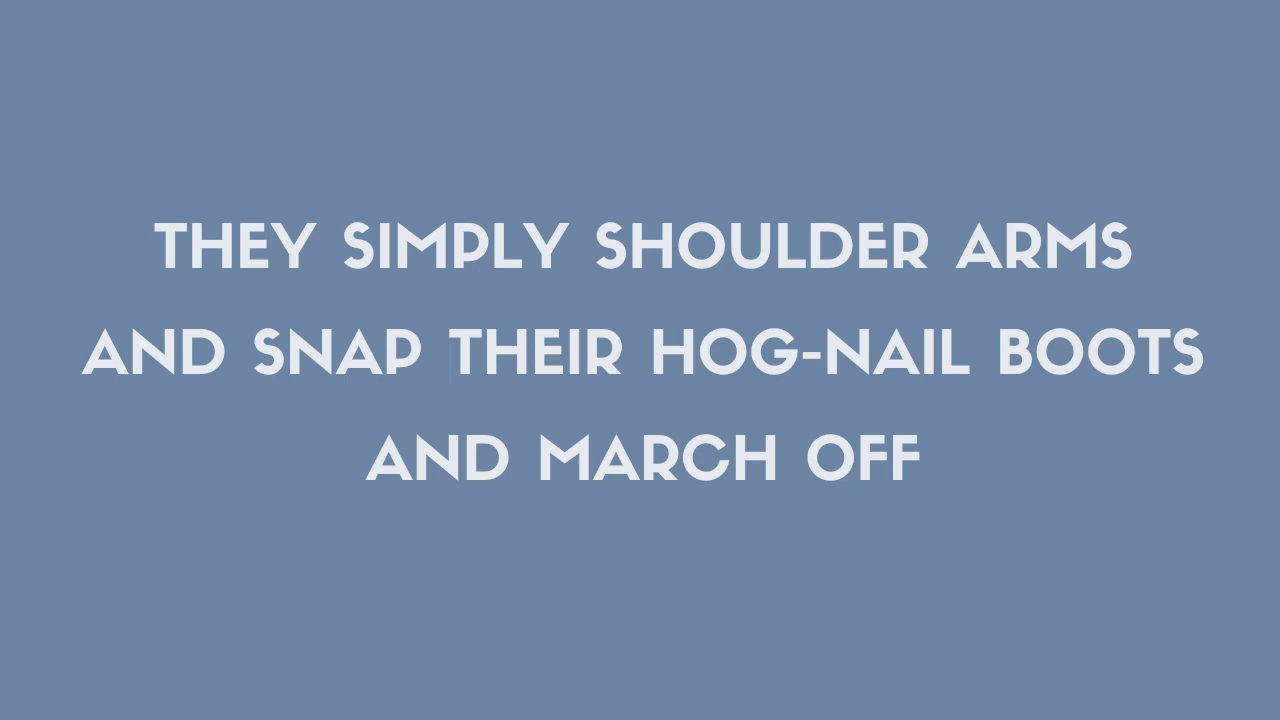 THEY SIMPLY SHOULDER ARMS
AND SNAP THEIR HOG-NAIL BOOTS
AND MARCH OFF